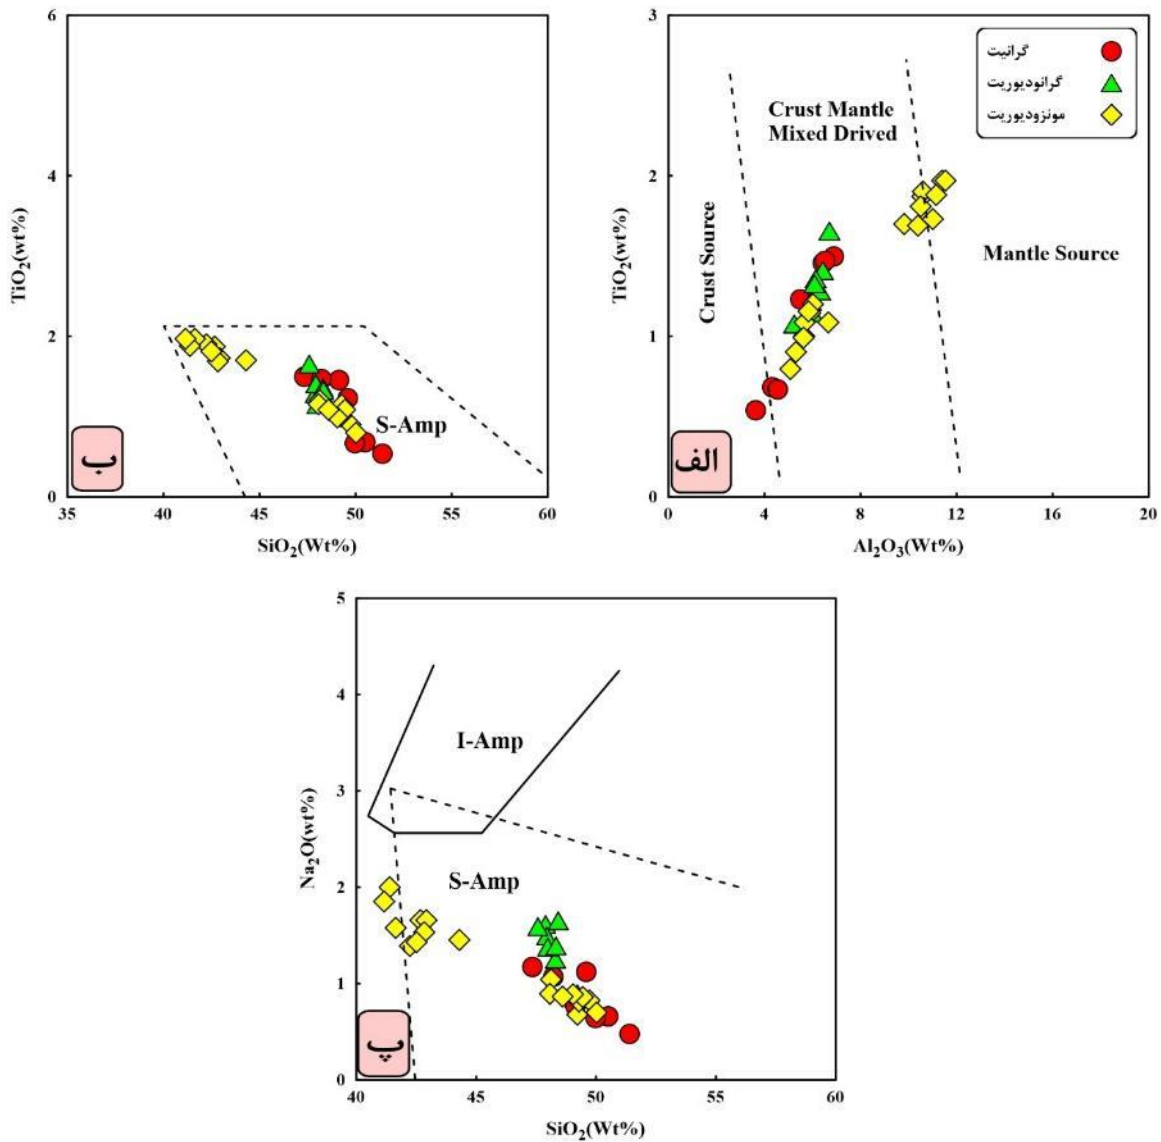 6
4
2
0
TiO₂(wt%)
S-Amp
ب
35
40
45
50
55
60
SiO₂(Wt%)
3
2
1
0
TiO₂(wt%)
گرانیت
گرانودیوریت
مونزودیوریت
Crust Mantle
Mixed Drived
Crust Source
Mantle Source
الف
0
4
8
12
16
20
Al₂O₃(Wt%)
5
4
3
2
1
0
Na₂O(wt%)
I-Amp
S-Amp
پ
40
45
50
55
60
SiO₂(Wt%)